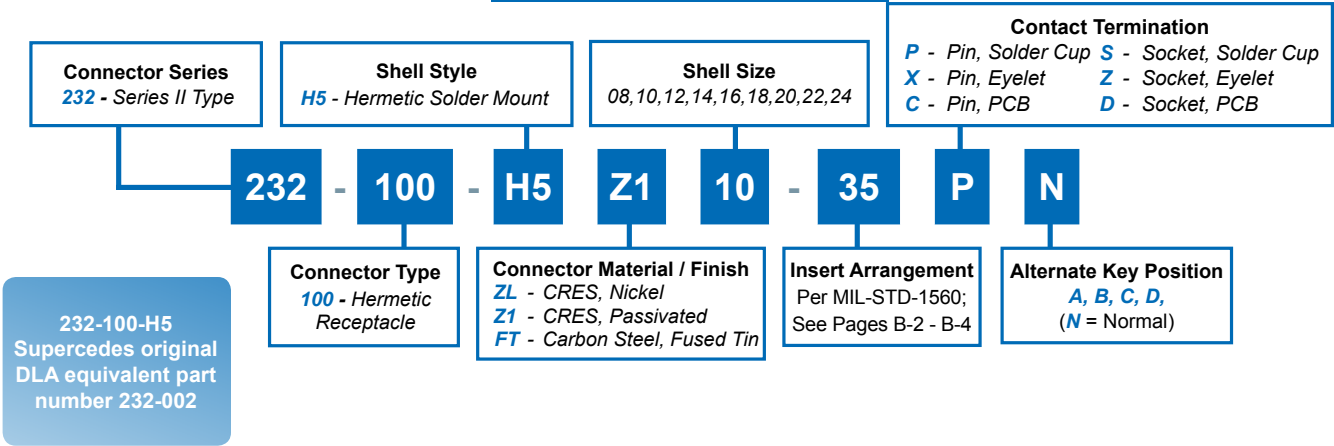 Contact Termination
P - Pin, Solder Cup S - Socket, Solder Cup
X - Pin, Eyelet Z - Socket, Eyelet
C - Pin, PCB D - Socket, PCB
Connector Series
232 - Series II Type
Shell Style
H5 - Hermetic Solder Mount
Shell Size
08,10,12,14,16,18,20,22,24
232 - 100 - H5 Z1 10 - 35 P N
Connector Type
100 - Hermetic
Receptacle
Connector Material / Finish
ZL - CRES, Nickel
Z1 - CRES, Passivated
FT - Carbon Steel, Fused Tin
Insert Arrangement
Per MIL-STD-1560;
See Pages B-2 - B-4
Alternate Key Position
A, B, C, D,
(N = Normal)
232-100-H5
Supercedes original
DLA equivalent part
number 232-002